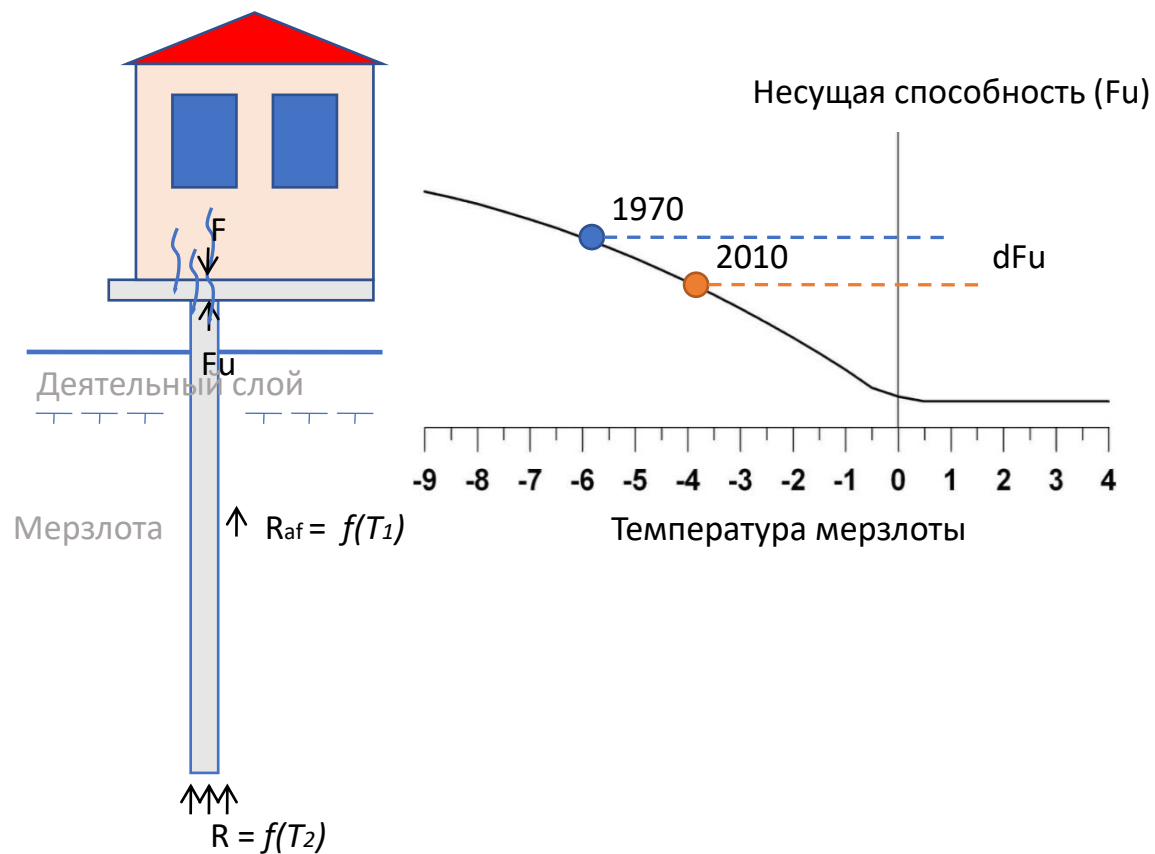 Несущая способность (Fu)
1970
2010
dFu
F
Fu
Деятельный слой
-9 -8 -7 -6 -5 -4 -3 -2 -1 0 1 2 3 4
Температура мерзлоты
Мерзлота
Raf = f(T1)
R = f(T2)